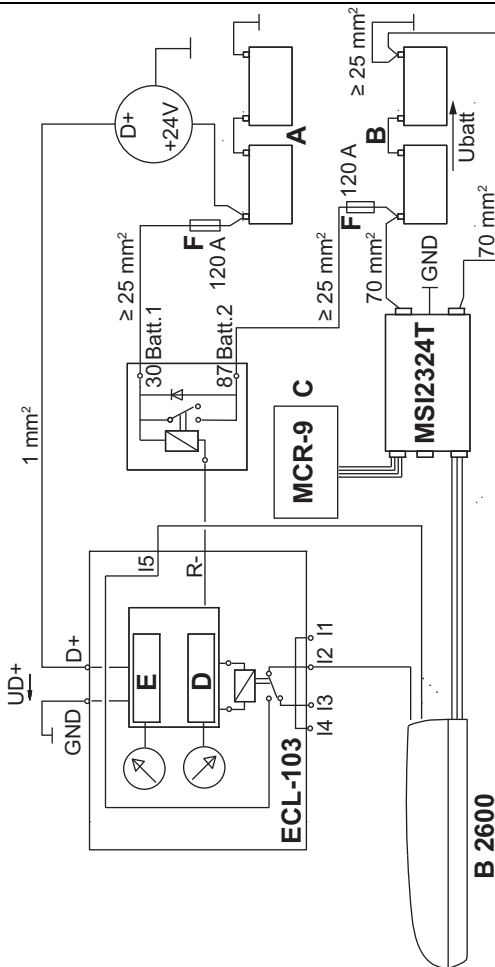 UD+
GND
D+
1 mm²
D+
+24V
A
F
120 A
≥ 25 mm²
30
Batt.1
87
Batt.2
≥ 25 mm²
F
120 A
B
≥ 25 mm²
Ubatt
70 mm²
GND
70 mm²
MSI2324T
MCR-9
C
I5
R-
E
D
I4
I3
I2
I1
ECL-103
B 2600